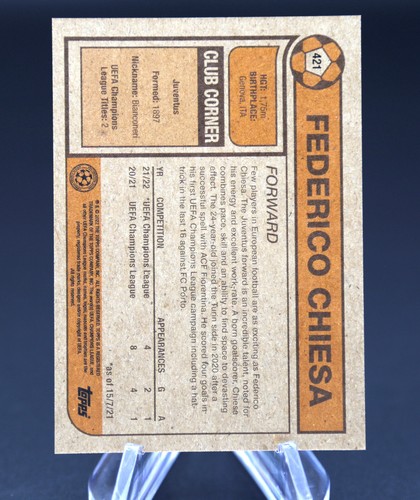 421
FEDERICO CHIESA
HGT: 1.75m
BIRTHPLACE:
Genova, ITA
FORWARD
Few players in European football are as exciting as Federico
Chiesa. The Juventus forward is an incredible talent, noted for
his energy and excellent work-rate. A born goalscorer, Chiesa
combines pace, skill and an ability to find space to devastating
effect. The 24-year-old joined the Turin side in 2020 after a
successful spell with ACF Fiorentina. He scored four goals in
his first UEFA Champions League campaign including a hat-
trick in the last 16 against FC Porto.
CLUB CORNER
Juventus
Formed: 1897
Nickname: Bianconeri
UEFA Champions
League Titles: 2
YR COMPETITION APPEARANCES G A
21/22 *UEFA Champions League 4 2 1
20/21 UEFA Champions League 8 4 1
*as of 15/7/21
topps